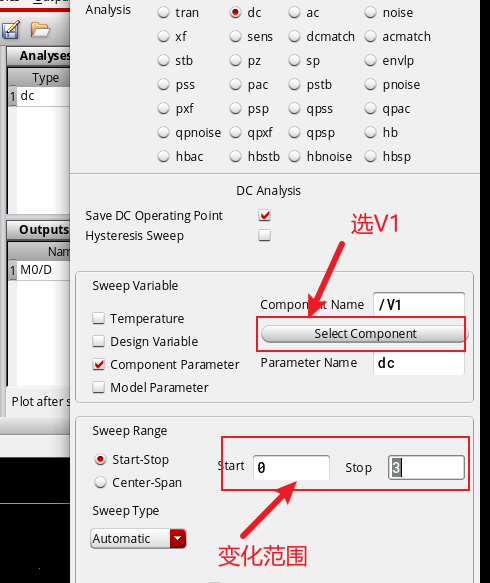 Analysis
tran dc ac noise
xf sens dcmatch acmatch
stb pz sp envlp
pss pac pstb pnoise
pxf psp qpss qpac
qpnoise qpxf qpsp hb
hbac hbstb hbnoise hbsp
Analyses
Type
1 dc
DC Analysis
Save DC Operating Point
Hysteresis Sweep
选V1
Outputs
Nam
1 M0/D
Plot after s
Sweep Variable
Temperature
Design Variable
Component Parameter
Model Parameter
Component Name /V1
Select Component
Parameter Name dc
Sweep Range
Start-Stop
Center-Span
Start 0 Stop 3
Sweep Type
Automatic
变化范围